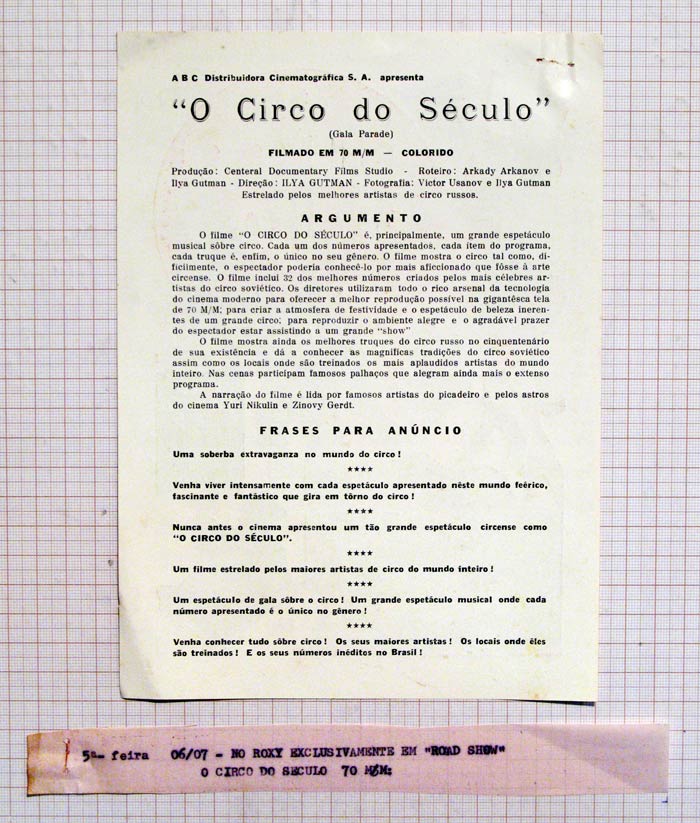 A B C Distribuidora Cinematográfica S. A. apresenta
"O Circo do Século"
(Gala Parade)
FILMADO EM 70 M/M — COLORIDO
Produção: Centeral Documentary Films Studio - Roteiro: Arkady Arkanov e
Ilya Gutman - Direção: ILYA GUTMAN - Fotografia: Victor Usanov e Ilya Gutman
Estrelado pelos melhores artistas de circo russos.
ARGUMENTO
O filme "O CIRCO DO SÉCULO" é, principalmente, um grande espetáculo
musical sôbre circo. Cada um dos números apresentados, cada ítem do programa,
cada truque é, enfim, o único no seu gênero. O filme mostra o circo tal como, di-
ficilmente, o espectador poderia conhecê-lo por mais aficcionado que fôsse à arte
circense. O filme inclui 32 dos melhores números criados pelos mais célebres ar-
tistas do circo soviético. Os diretores utilizaram todo o rico arsenal da tecnologia
do cinema moderno para oferecer a melhor reprodução possível na gigantêsca tela
de 70 M/M; para criar a atmosfera de festividade e o espetáculo de beleza ineren-
tes de um grande circo; para reproduzir o ambiente alegre e o agradável prazer
do espectador estar assistindo a um grande "show"
O filme mostra ainda os melhores truques do circo russo no cinquentenário
de sua existência e dá a conhecer as magníficas tradições do circo soviético
assim como os locais onde são treinados os mais aplaudidos artistas do mundo
inteiro. Nas cenas participam famosos palhaços que alegram ainda mais o extenso
programa.
A narração do filme é lida por famosos artistas do picadeiro e pelos astros
do cinema Yuri Nikulin e Zinovy Gerdt.
FRASES PARA ANÚNCIO
Uma soberba extravaganza no mundo do circo !
****
Venha viver intensamente com cada espetáculo apresentado nêste mundo feérico,
fascinante e fantástico que gira em tôrno do circo !
****
Nunca antes o cinema apresentou um tão grande espetáculo circense como
"O CIRCO DO SÉCULO".
****
Um filme estrelado pelos maiores artistas de circo do mundo inteiro !
****
Um espetáculo de gala sôbre o circo ! Um grande espetáculo musical onde cada
número apresentado é o único no gênero !
****
Venha conhecer tudo sôbre circo ! Os seus maiores artistas ! Os locais onde êles
são treinados ! E os seus números inéditos no Brasil !
5ª feira 06/07 - NO ROXY EXCLUSIVAMENTE EM "ROAD SHOW"
O CIRCO DO SECULO 70 M/M: